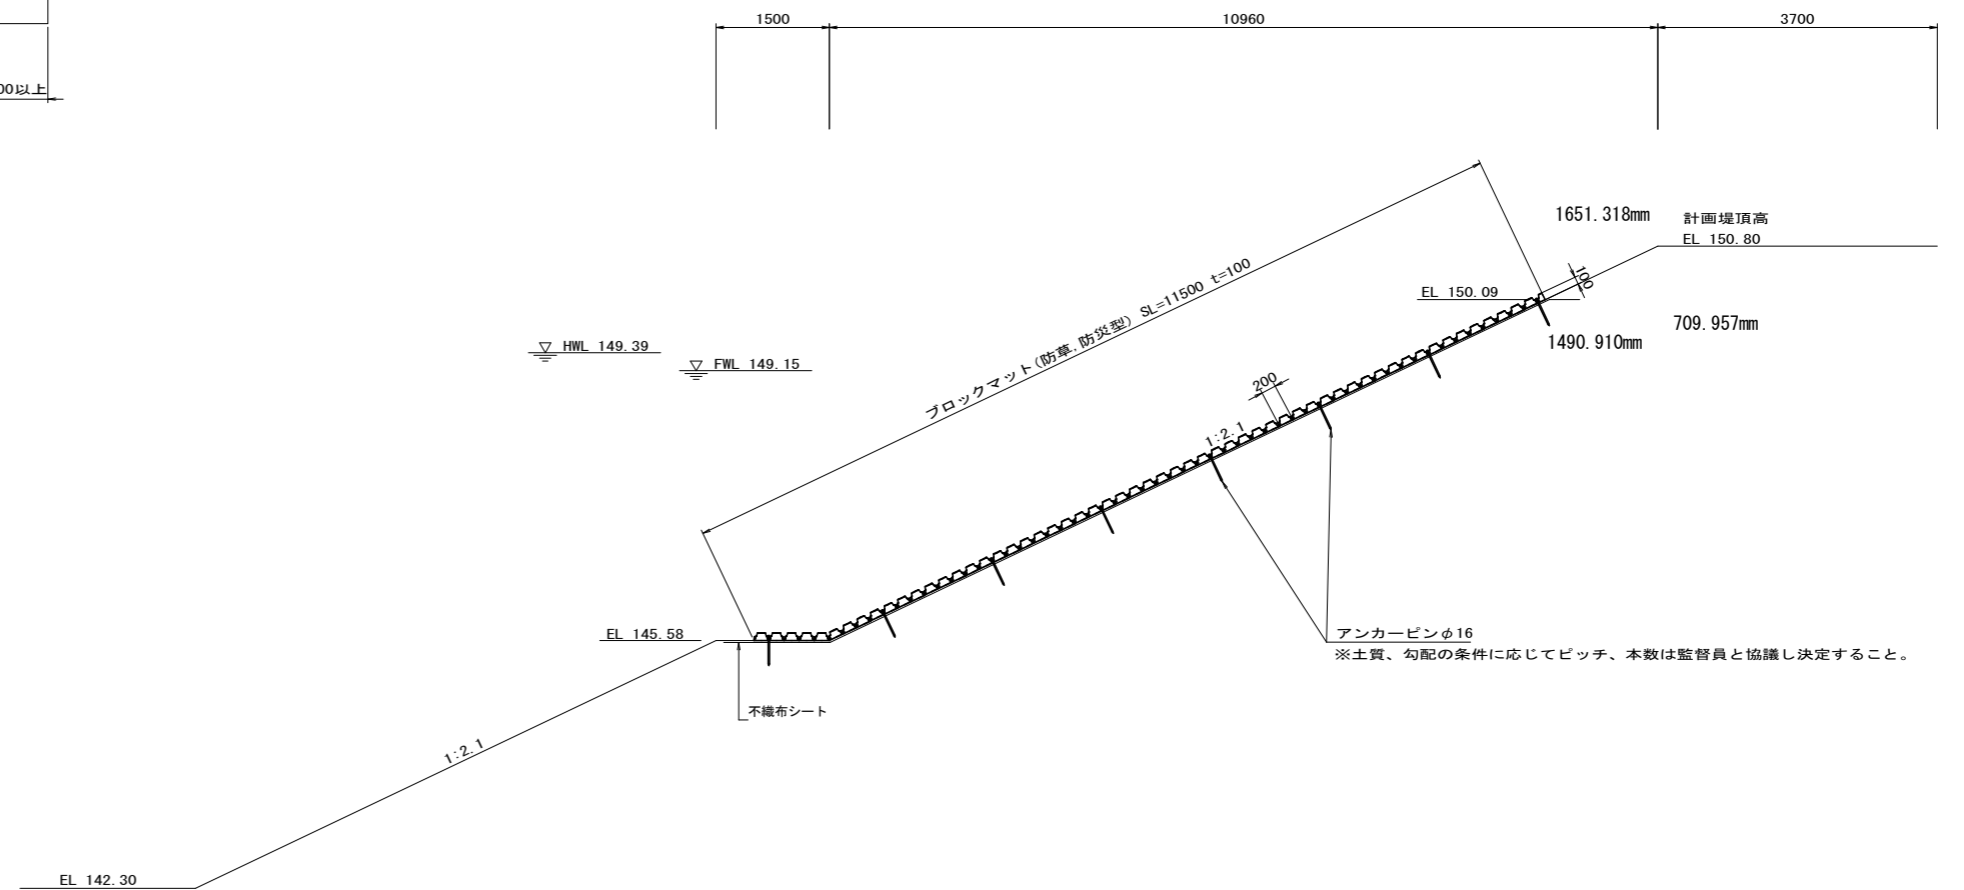 1500
10960
3700
00以上
1651.318mm
計画堤頂高
EL 150.80
ブロックマット(防草,防災型) SL=11500 t=100
100
EL 150.09
709.957mm
1490.910mm
HWL 149.39
FWL 149.15
200
1:2.1
EL 145.58
アンカーピンφ16
※土質、勾配の条件に応じてピッチ、本数は監督員と協議し決定すること。
不織布シート
1:2.1
EL 142.30